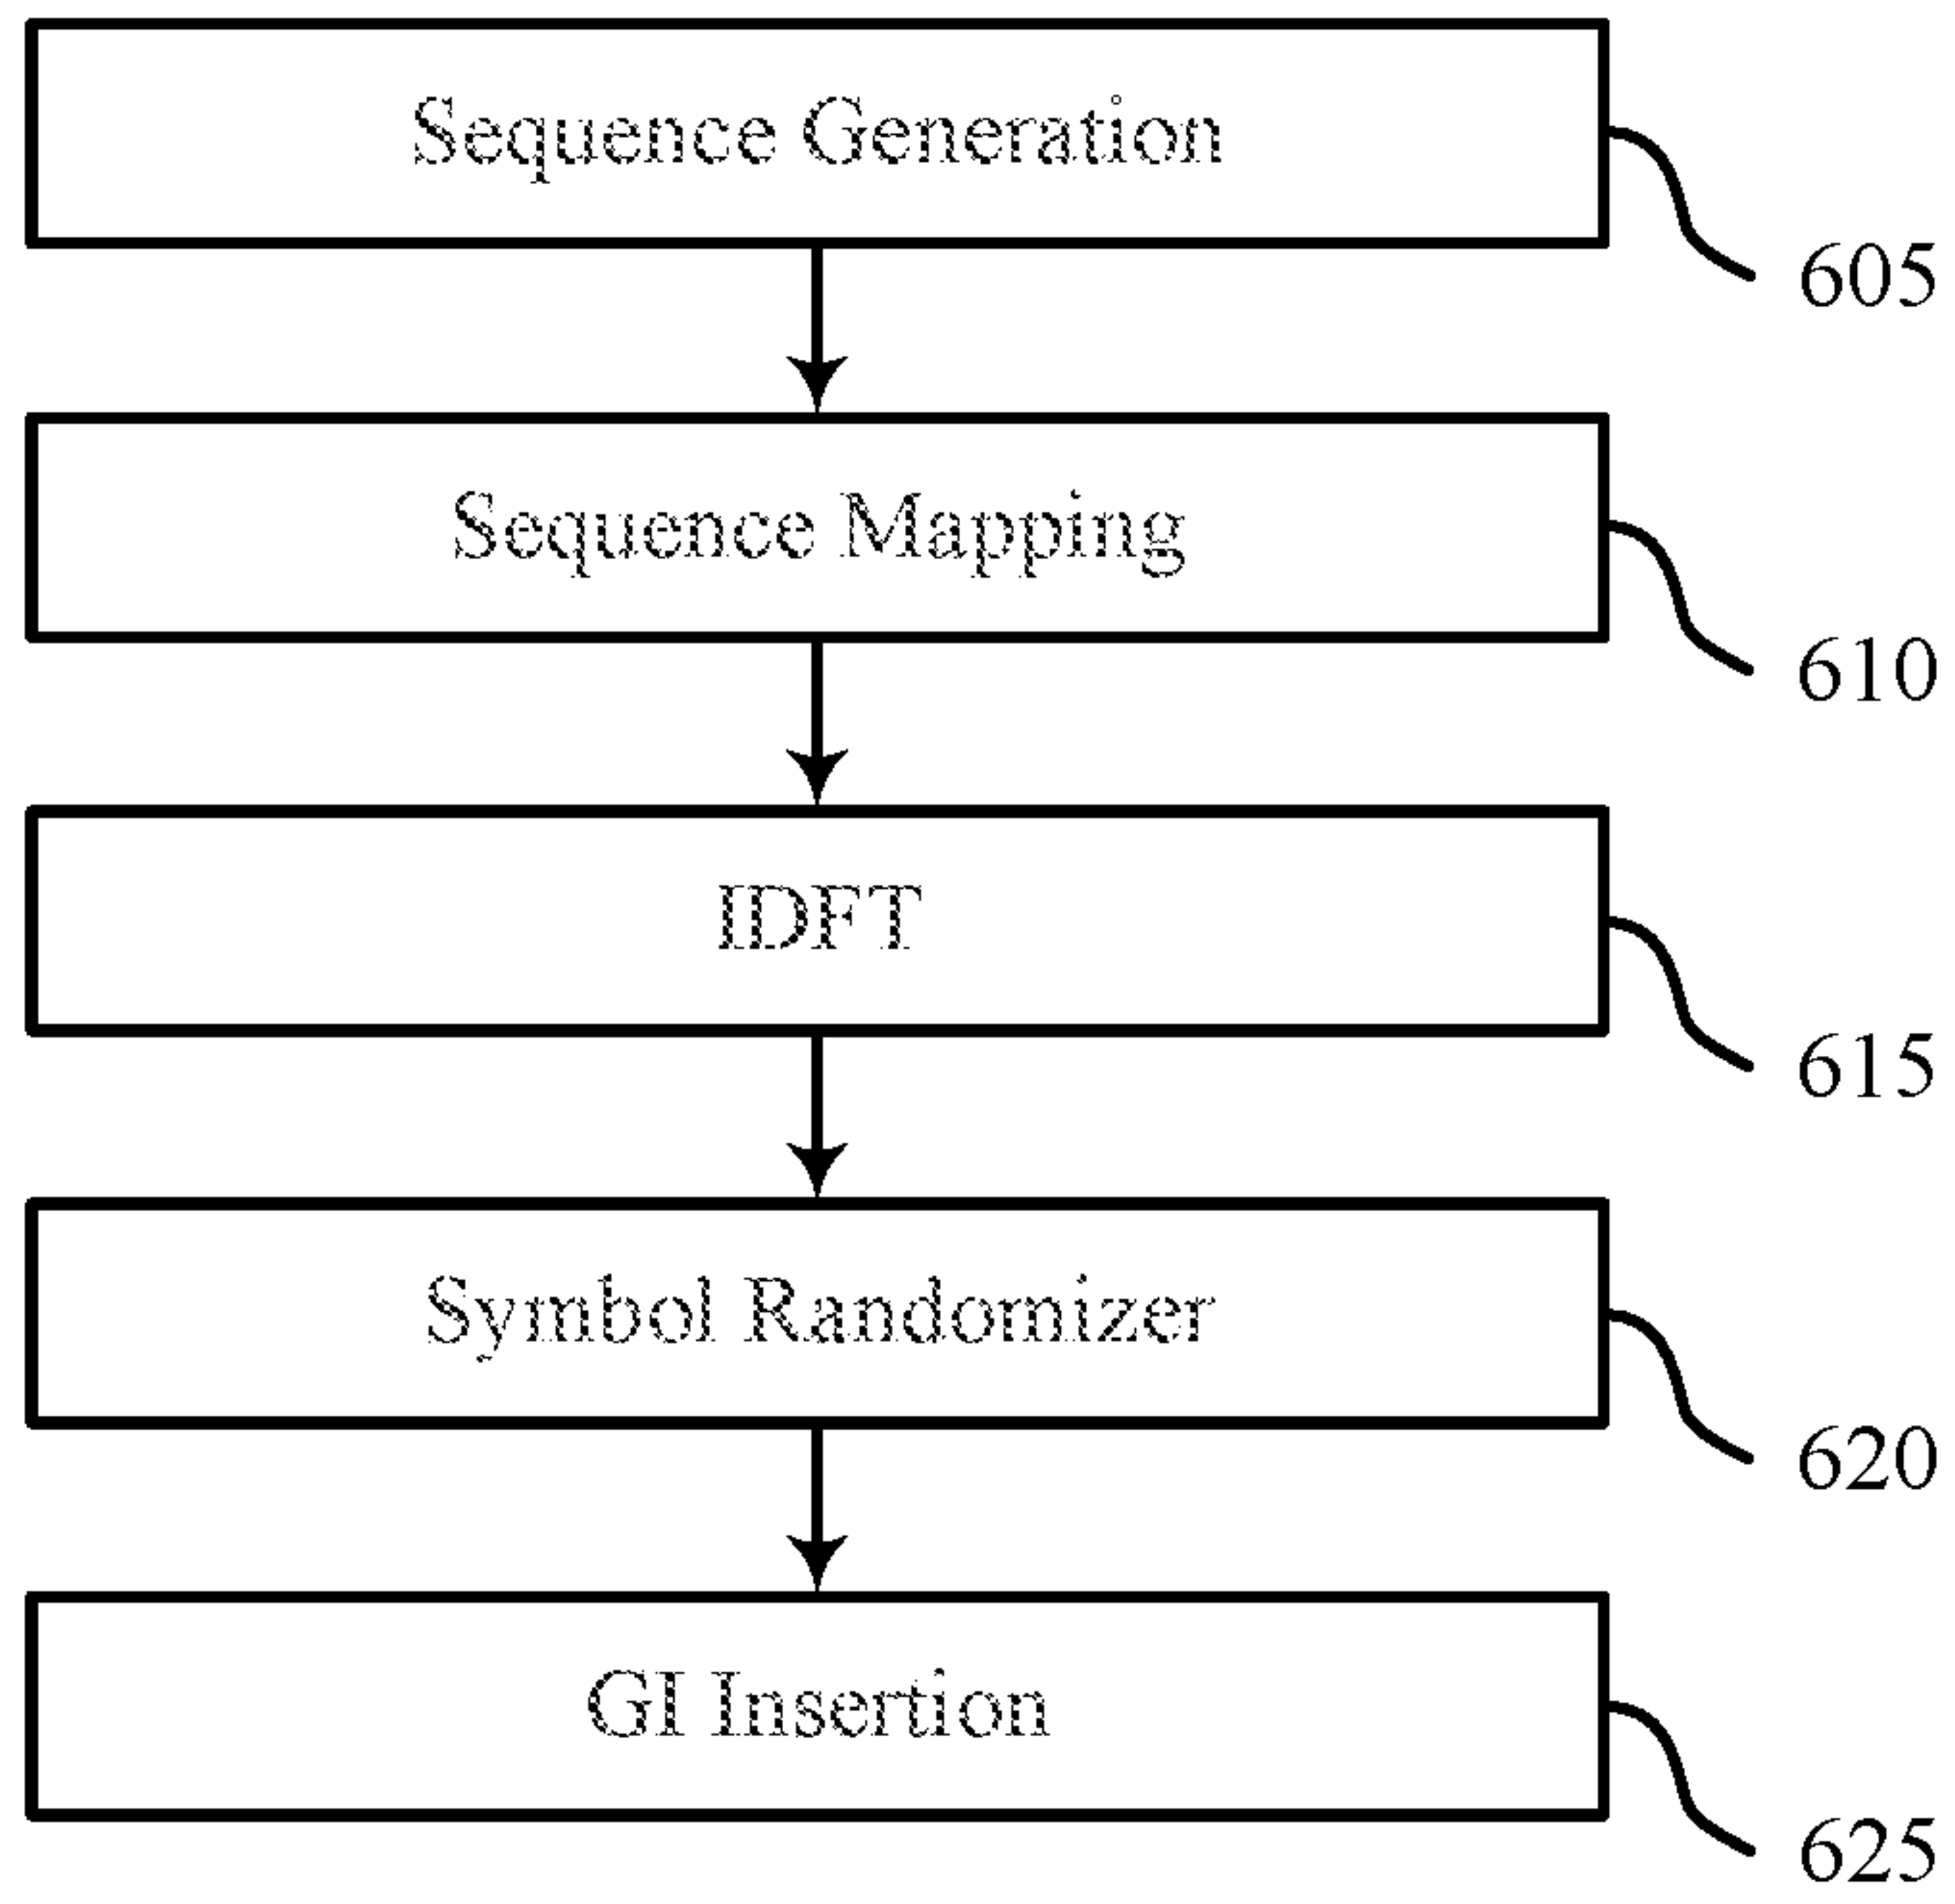 Sequence Generation
605
Sequence Mapping
610
IDFT
615
Symbol Randomizer
620
GI Insertion
625